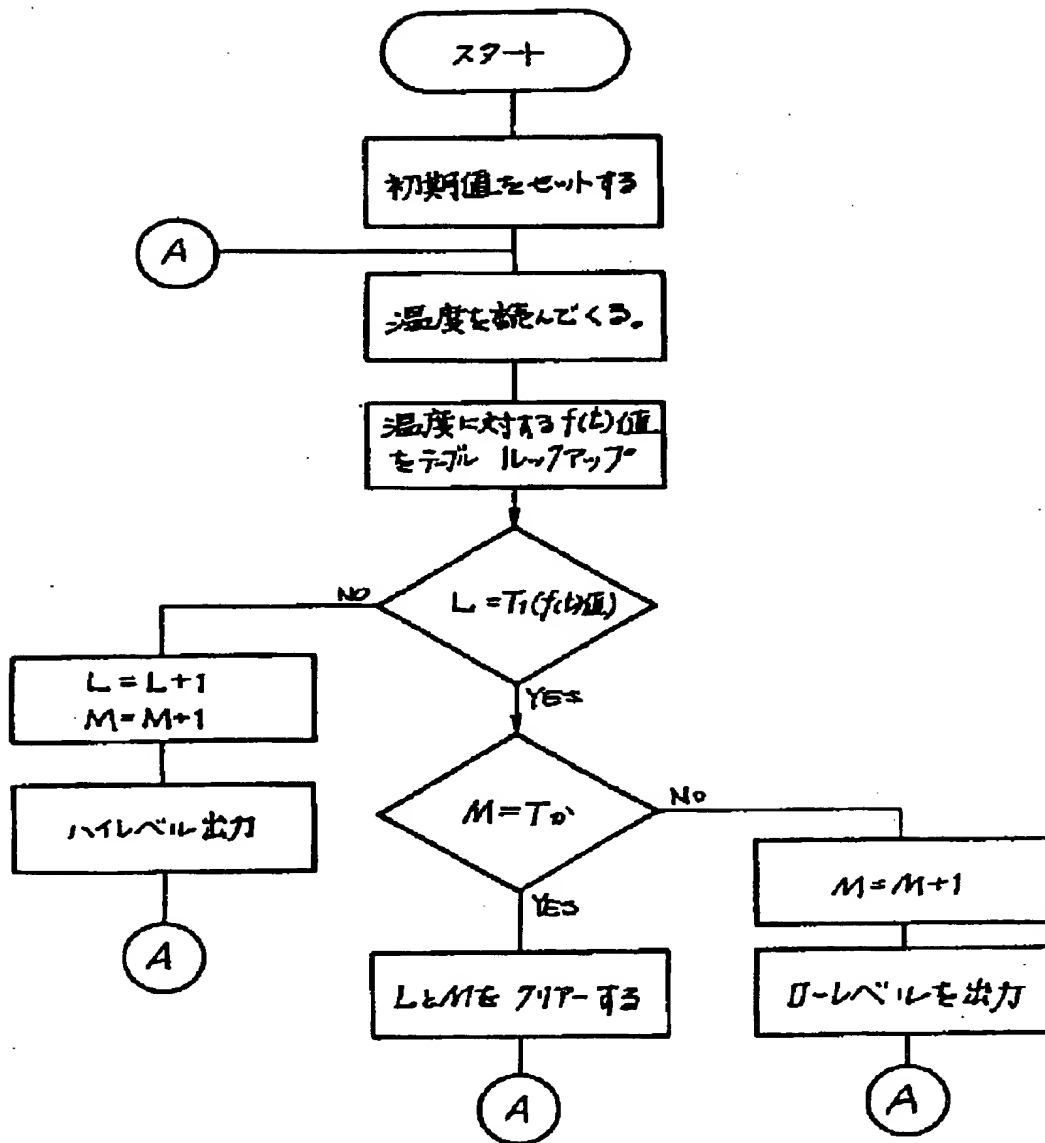 スタート
初期値をセットする
A
温度を読んでくる。
温度に対するf(t)値
をテーブル ルックアップ
L=T1(f(t)値)
NO
YES
L=L+1
M=M+1
ハイレベル出力
A
M=Tか
NO
YES
M=M+1
ローレベルを出力
A
LとMをクリアーする
A